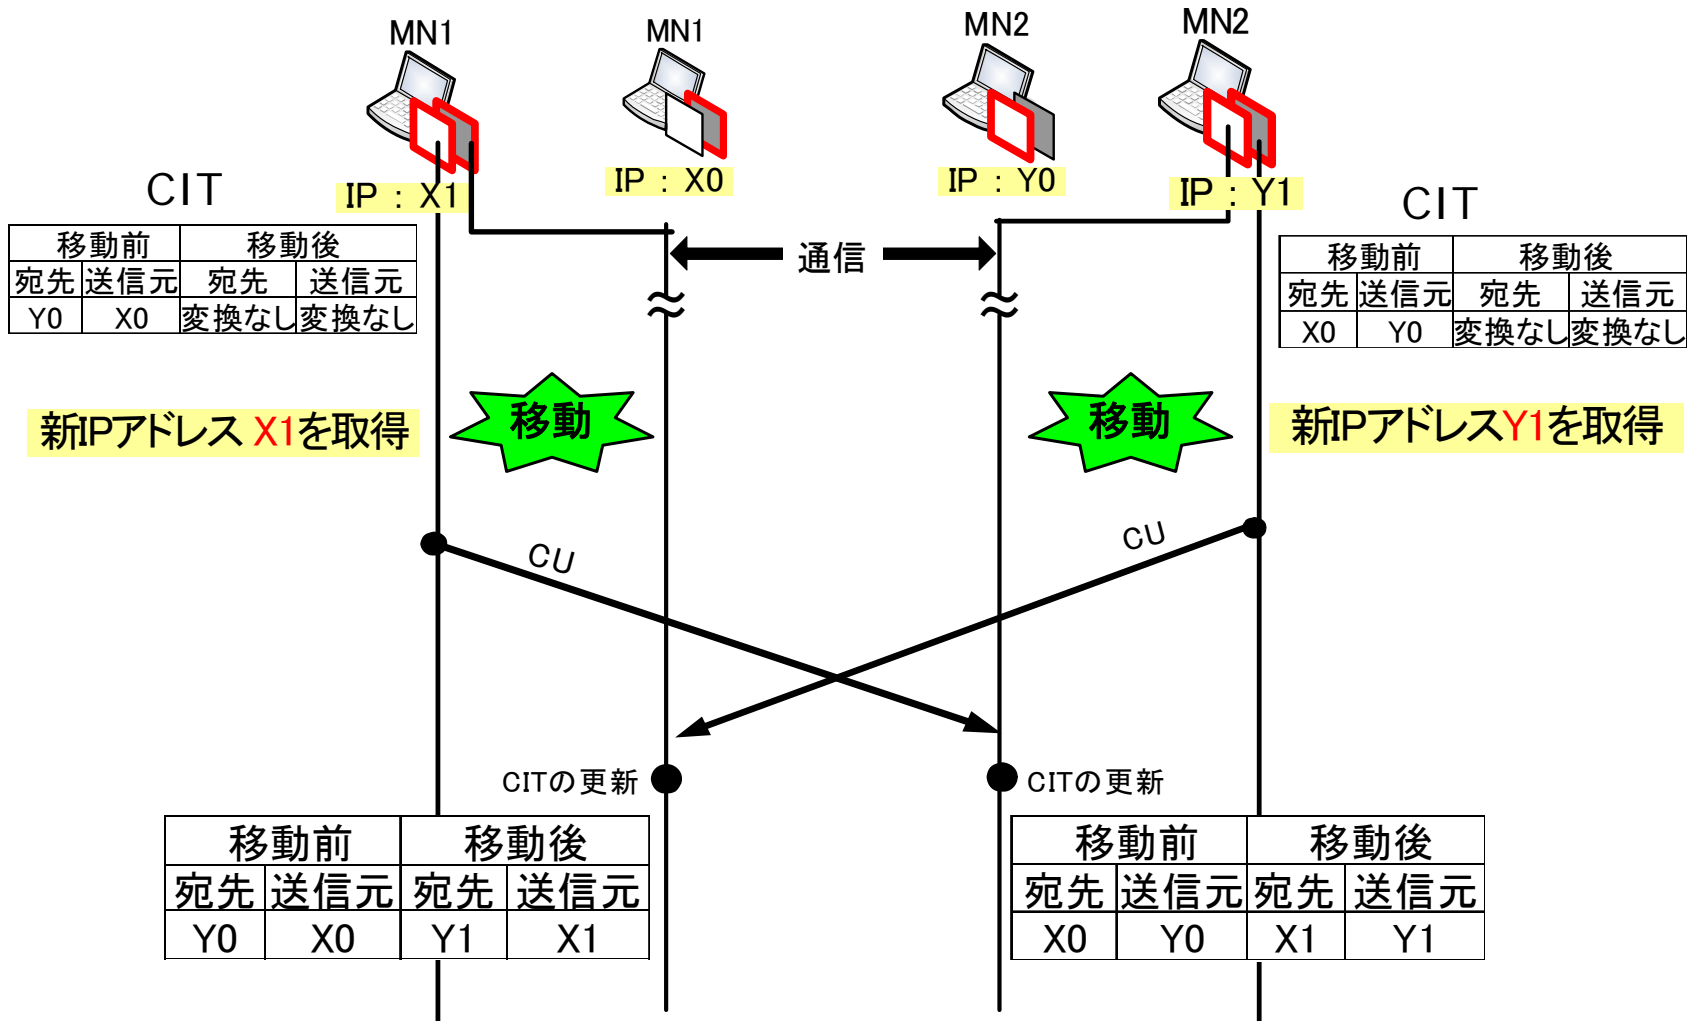 MN1
MN1
MN2
MN2
IP : X1
IP : X0
IP : Y0
IP : Y1
CIT
移動前 移動後
宛先 送信元 宛先 送信元
Y0 X0 変換なし 変換なし
通信
CIT
移動前 移動後
宛先 送信元 宛先 送信元
X0 Y0 変換なし 変換なし
新IPアドレス X1を取得
移動
移動
新IPアドレスY1を取得
CU
CU
CITの更新
CITの更新
移動前 移動後
宛先 送信元 宛先 送信元
Y0 X0 Y1 X1
移動前 移動後
宛先 送信元 宛先 送信元
X0 Y0 X1 Y1